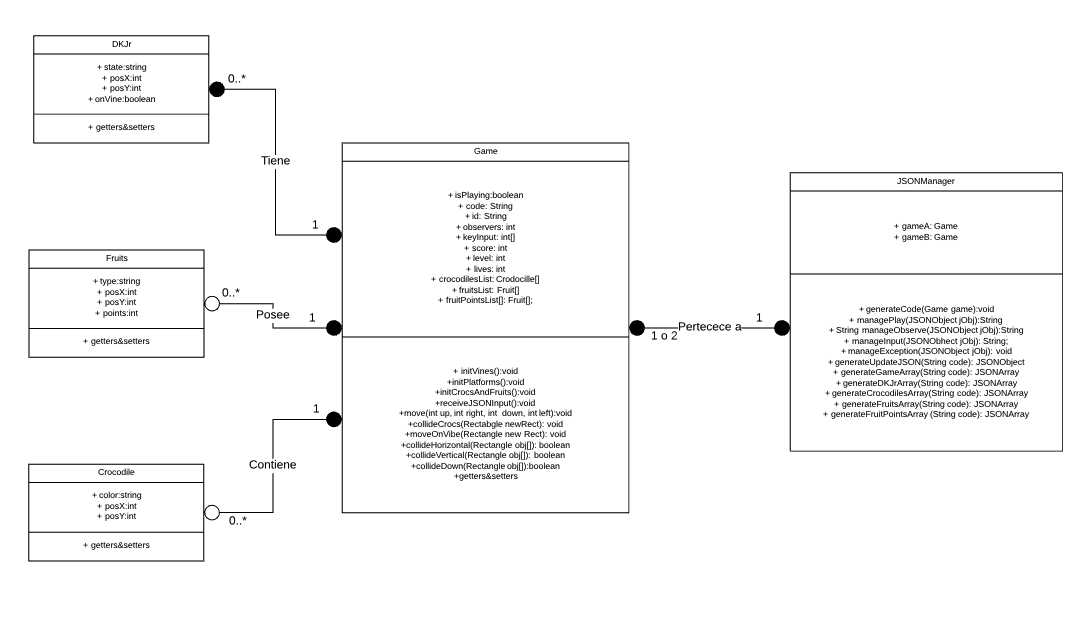 DKJr
+ state:string
+ posX:int
+ posY:int
+ onVine:boolean
+ getters&setters
0..*
Tiene
1
Fruits
+ type:string
+ posX:int
+ posY:int
+ points:int
+ getters&setters
0..*
Posee
1
Crocodile
+ color:string
+ posX:int
+ posY:int
+ getters&setters
0..*
Contiene
1
Game
+ isPlaying:boolean
+ code: String
+ id: String
+ observers: int
+ keyInput: int[]
+ score: int
+ level: int
+ lives: int
+ crocodilesList: Crodocille[]
+ fruitsList: Fruit[]
+ fruitPointsList[]: Fruit[];
+ initVines():void
+initPlatforms():void
+initCrocsAndFruits():void
+receiveJSONInput():void
+move(int up, int right, int down, int left):void
+collideCrocs(Rectabgle newRect): void
+moveOnVibe(Rectangle new Rect): void
+collideHorizontal(Rectangle obj[]): boolean
+collideVertical(Rectangle obj[]): boolean
+collideDown(Rectangle obj[]):boolean
+getters&setters
1 o 2
Pertecece a
1
JSONManager
+ gameA: Game
+ gameB: Game
+ generateCode(Game game):void
+ managePlay(JSONObject jObj):String
+ String manageObserve(JSONObject jObj):String
+ manageInput(JSONObhect jObj): String;
+ manageException(JSONObject jObj): void
+ generateUpdateJSON(String code): JSONObject
+ generateGameArray(String code): JSONArray
+ generateDKJrArray(String code): JSONArray
+ generateCrocodilesArray(String code): JSONArray
+ generateFruitsArray(String code): JSONArray
+ generateFruitPointsArray (String code): JSONArray